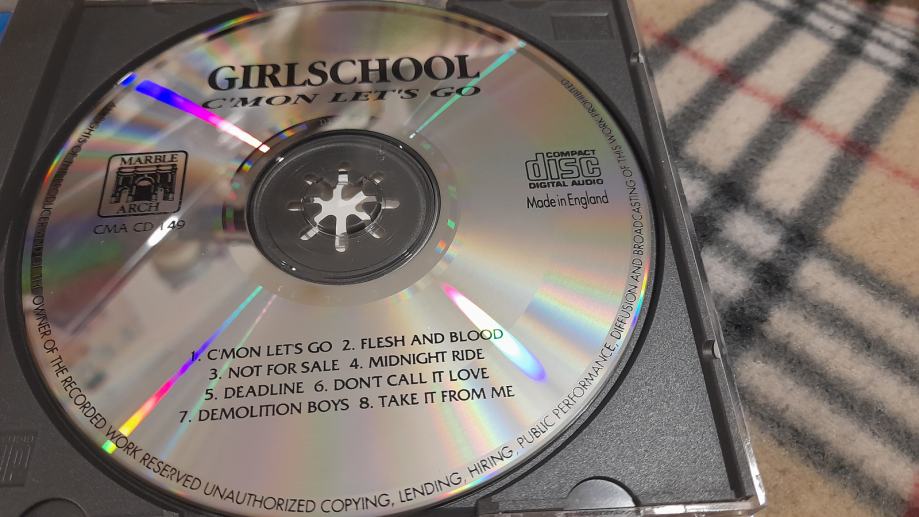 GIRLSCHOOL
C'MON LET'S GO
MARBLE
ARCH
CMA CD 149
COMPACT
disc
DIGITAL AUDIO
Made in England
1. C'MON LET'S GO 2. FLESH AND BLOOD
3. NOT FOR SALE 4. MIDNIGHT RIDE
5. DEADLINE 6. DON'T CALL IT LOVE
7. DEMOLITION BOYS 8. TAKE IT FROM ME
OWNER OF THE RECORDED WORK RESERVED UNAUTHORIZED COPYING, LENDING, HIRING, PUBLIC PERFORMANCE, DIFFUSION AND BROADCASTING OF THIS WORK PROHIBITED